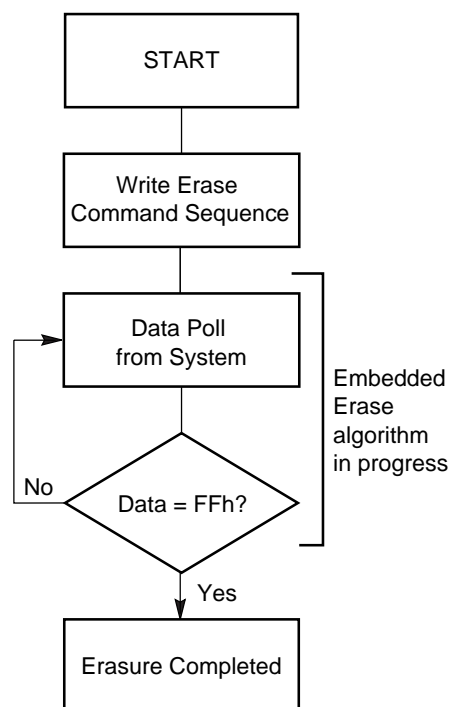 START
Write Erase
Command Sequence
Data Poll
from System
Embedded
Erase
algorithm
in progress
No
Data = FFh?
Yes
Erasure Completed